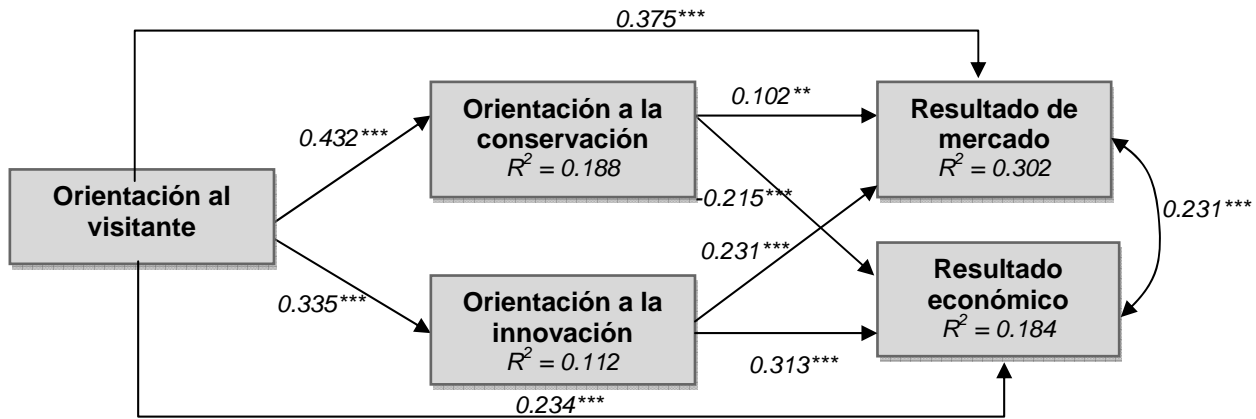 0.375***
Orientación a la
conservación
R² = 0.188
0.102**
Resultado de
mercado
R² = 0.302
0.432***
Orientación al
visitante
-0.215***
0.231***
0.231***
0.335***
Orientación a la
innovación
R² = 0.112
Resultado
económico
R² = 0.184
0.313***
0.234***